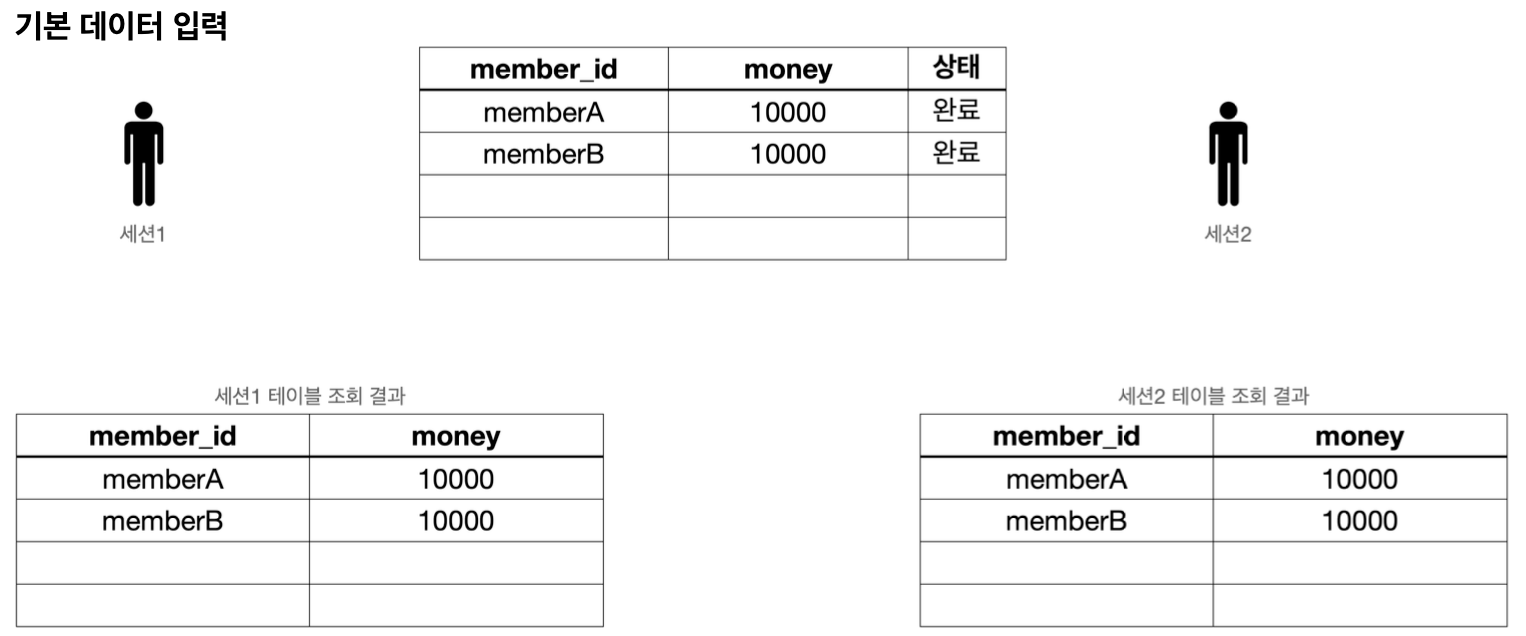 기본 데이터 입력
member_id money 상태
memberA 10000 완료
memberB 10000 완료
세션1
세션2
세션1 테이블 조회 결과
member_id money
memberA 10000
memberB 10000
세션2 테이블 조회 결과
member_id money
memberA 10000
memberB 10000